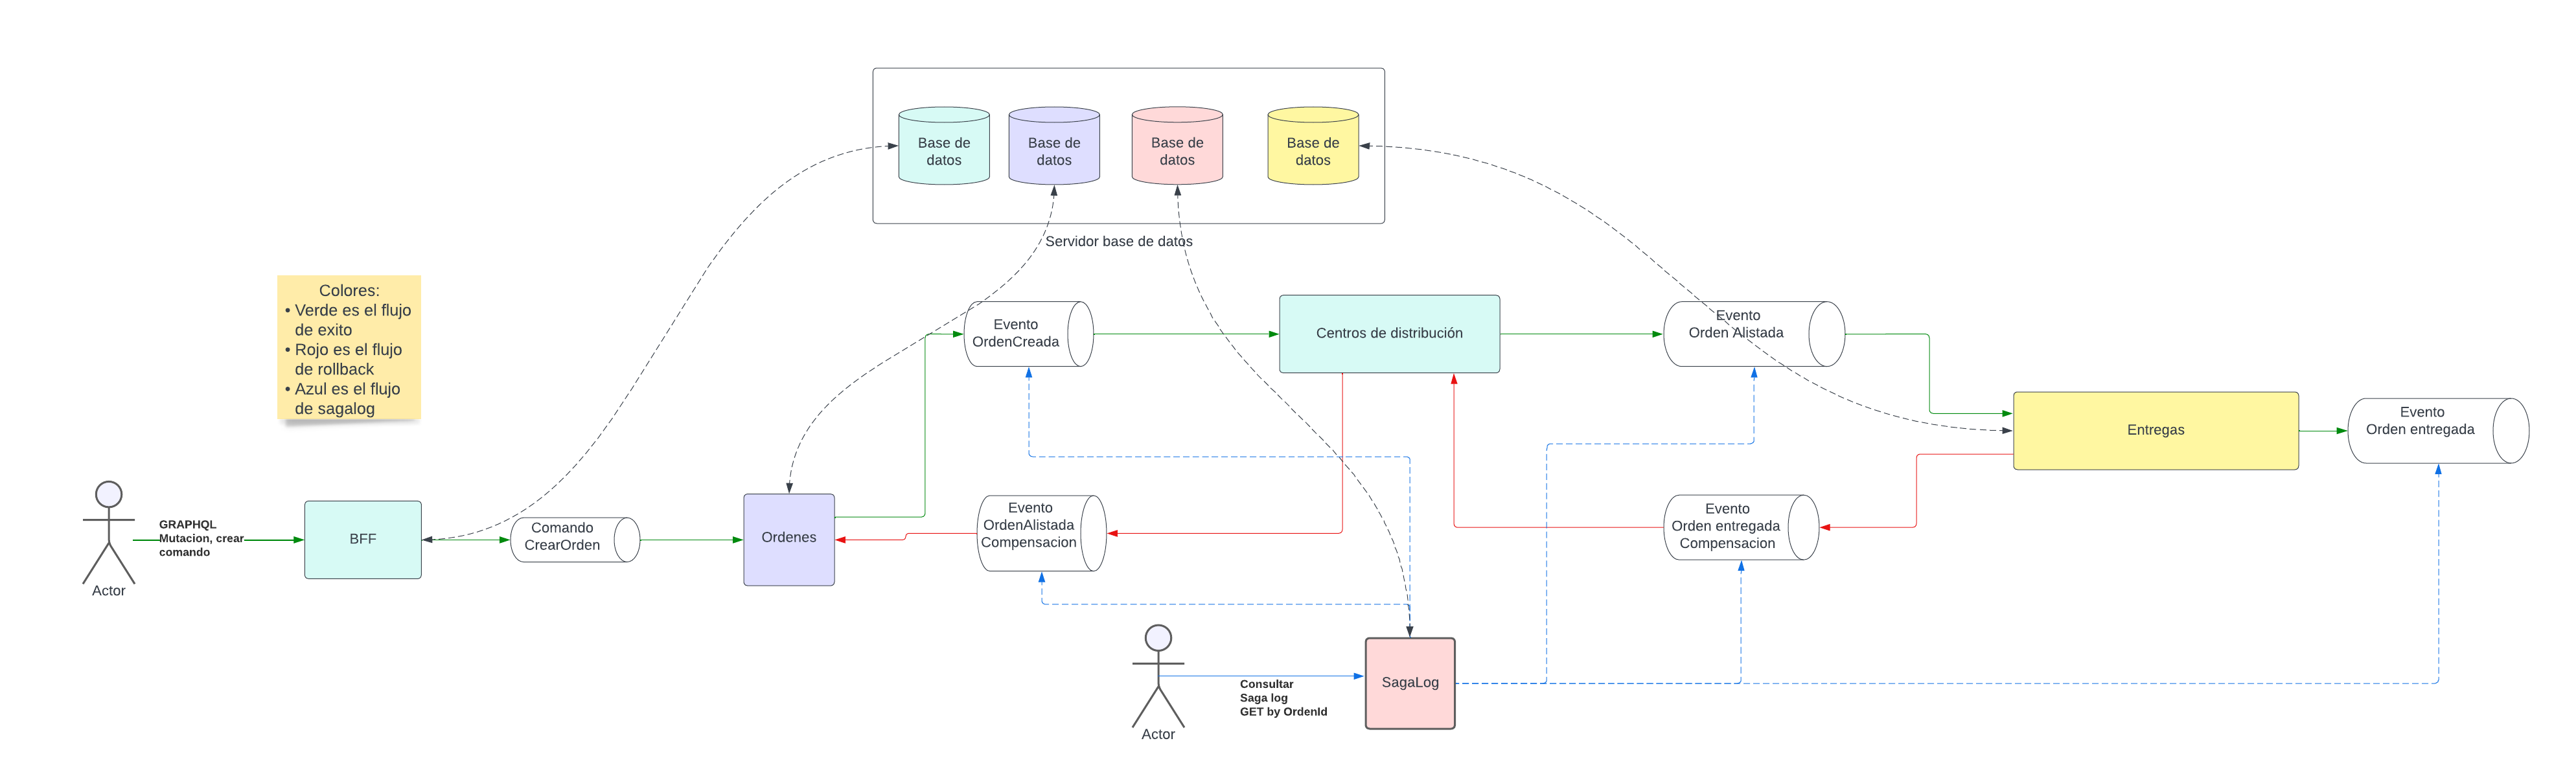 Base de
datos
Base de
datos
Base de
datos
Base de
datos
Servidor base de datos
Colores:
• Verde es el flujo
de exito
• Rojo es el flujo
de rollback
• Azul es el flujo
de sagalog
Evento
OrdenCreada
Centros de distribución
Evento
Orden Alistada
Entregas
Evento
Orden entregada
Actor
GRAPHQL
Mutacion, crear
comando
BFF
Comando
CrearOrden
Ordenes
Evento
OrdenAlistada
Compensacion
Evento
Orden entregada
Compensacion
Actor
Consultar
Saga log
GET by OrdenId
SagaLog